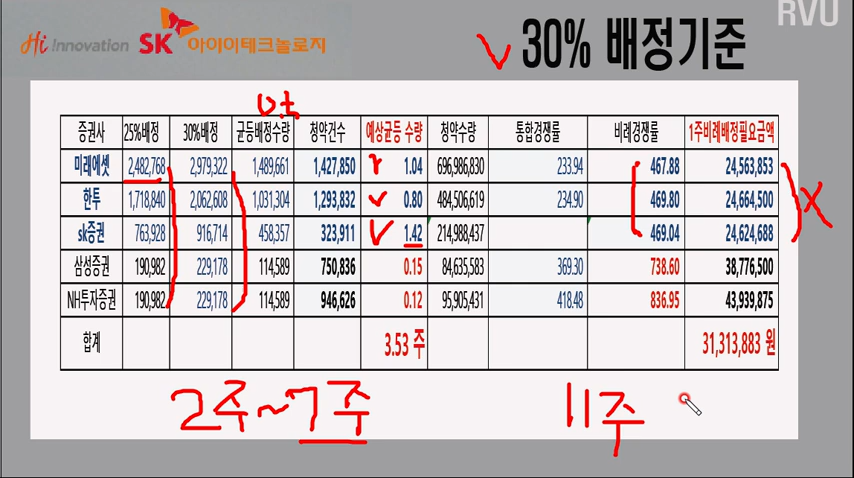 RVU
Hi Innovation SK 아이이테크놀로지
30% 배정기준
증권사 25%배정 30%배정 균등배정수량 청약건수 예상균등 수량 청약수량 통합경쟁률 비례경쟁률 1주비례배정필요금액
미래에셋 2,482,768 2,979,322 1,489,661 1,427,850 1.04 696,986,830 233.94 467.88 24,563,853
한투 1,718,840 2,062,608 1,031,304 1,293,832 0.80 484,506,619 234.90 469.80 24,664,500
sk증권 763,928 916,714 458,357 323,911 1.42 214,988,437 469.04 24,624,688
삼성증권 190,982 229,178 114,589 750,836 0.15 84,635,583 369.30 738.60 38,776,500
NH투자증권 190,982 229,178 114,589 946,626 0.12 95,905,431 418.48 836.95 43,939,875
합계 3.53 주 31,313,883 원
2주~7주 11주